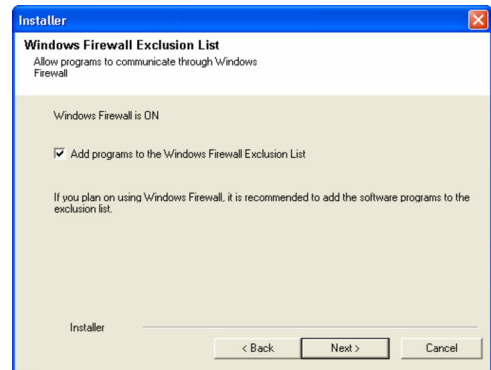 Installer
Windows Firewall Exclusion List
Allow programs to communicate through Windows
Firewall
Windows Firewall is ON
Add programs to the Windows Firewall Exclusion List
If you plan on using Windows Firewall, it is recommended to add the software programs to the
exclusion list.
Installer
< Back
Next >
Cancel